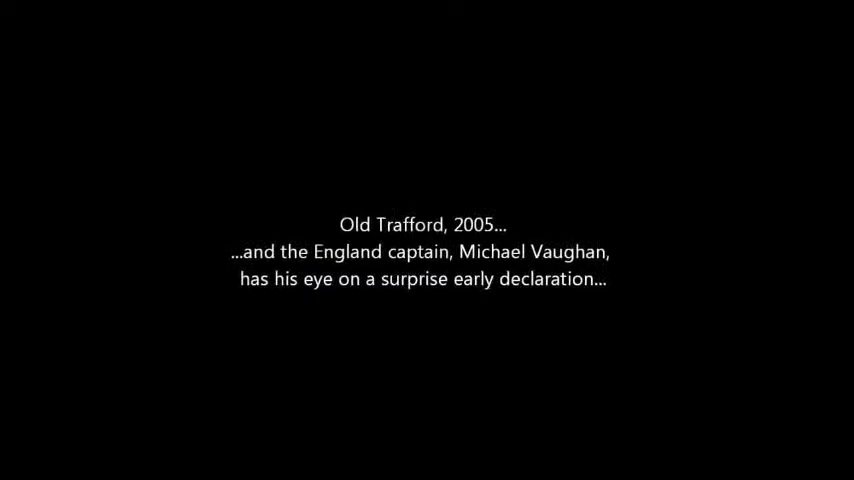 Old Trafford, 2005...
...and the England captain, Michael Vaughan,
has his eye on a surprise early declaration...